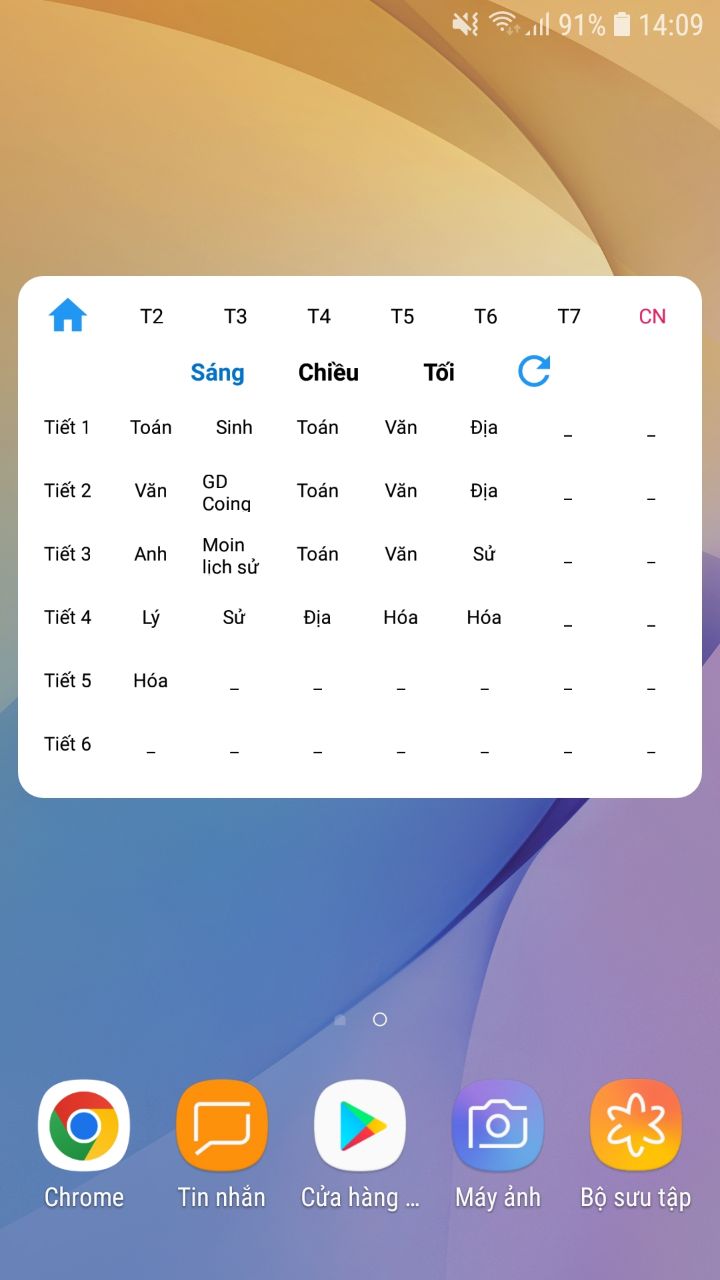 91% 14:09
T2 T3 T4 T5 T6 T7 CN
Sáng Chiều Tối
Tiết 1 Toán Sinh Toán Văn Địa _ _
Tiết 2 Văn GD Coing Toán Văn Địa _ _
Tiết 3 Anh Moin lich sử Toán Văn Sử _ _
Tiết 4 Lý Sử Địa Hóa Hóa _ _
Tiết 5 Hóa _ _ _ _ _ _
Tiết 6 _ _ _ _ _ _ _
Chrome Tin nhắn Cửa hàng ... Máy ảnh Bộ sưu tập